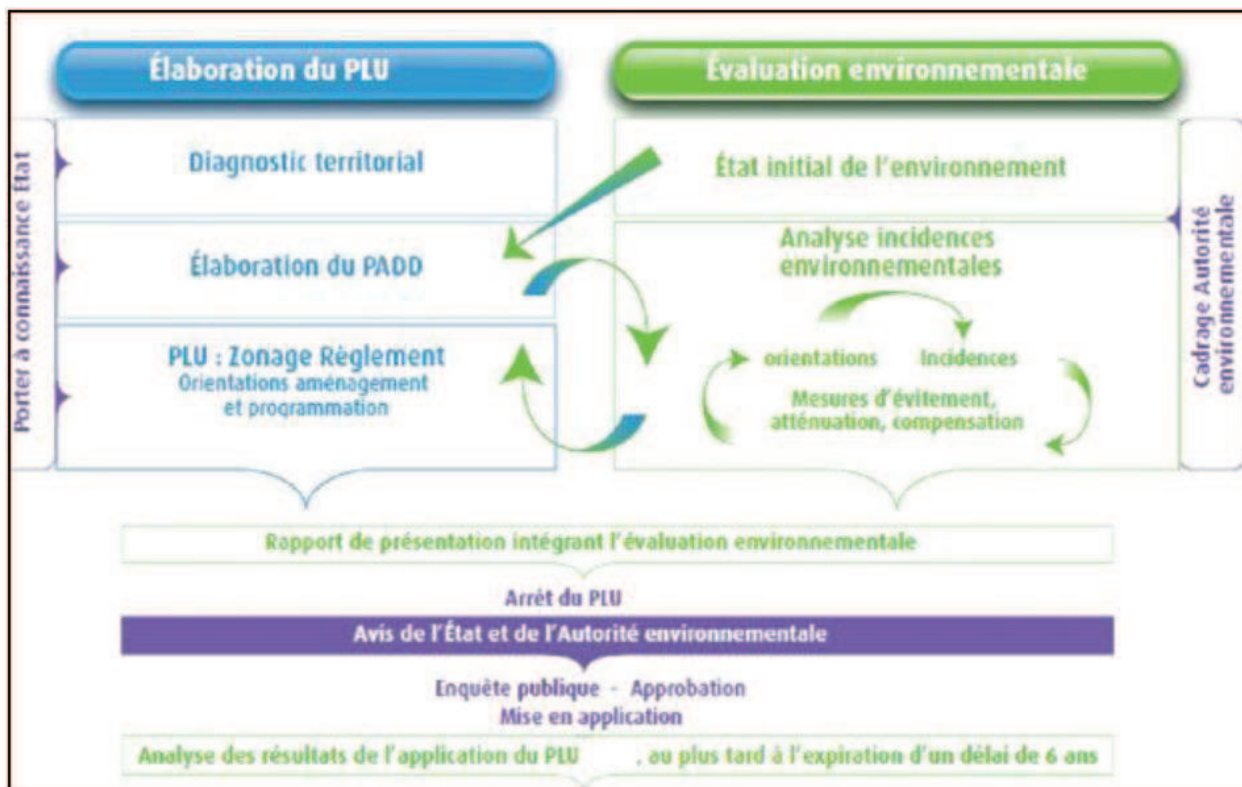 Élaboration du PLU
Évaluation environnementale
Porter à connaissance État
Diagnostic territorial
État initial de l'environnement
Élaboration du PADD
Analyse incidences
environnementales
PLU : Zonage Règlement
Orientations aménagement
et programmation
orientations
Incidences
Mesures d'évitement,
atténuation, compensation
Cadrage Autorité
environnementale
Rapport de présentation intégrant l'évaluation environnementale
Arrêt du PLU
Avis de l'État et de l'Autorité environnementale
Enquête publique - Approbation
Mise en application
Analyse des résultats de l'application du PLU , au plus tard à l'expiration d'un délai de 6 ans